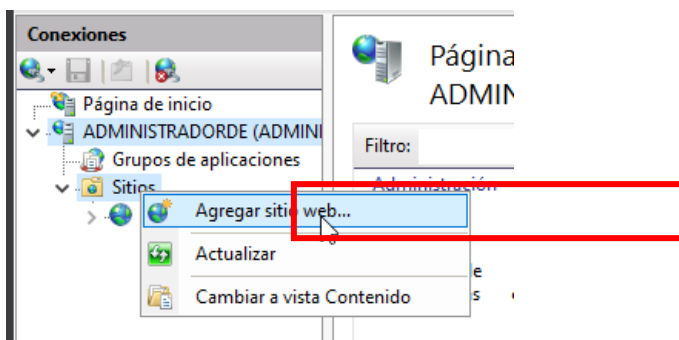 Conexiones
Página de inicio
ADMINISTRADORDE (ADMINI
Grupos de aplicaciones
Sitios
Agregar sitio web...
Actualizar
Cambiar a vista Contenido
Página
ADMIN
Filtro:
Administración
e
s